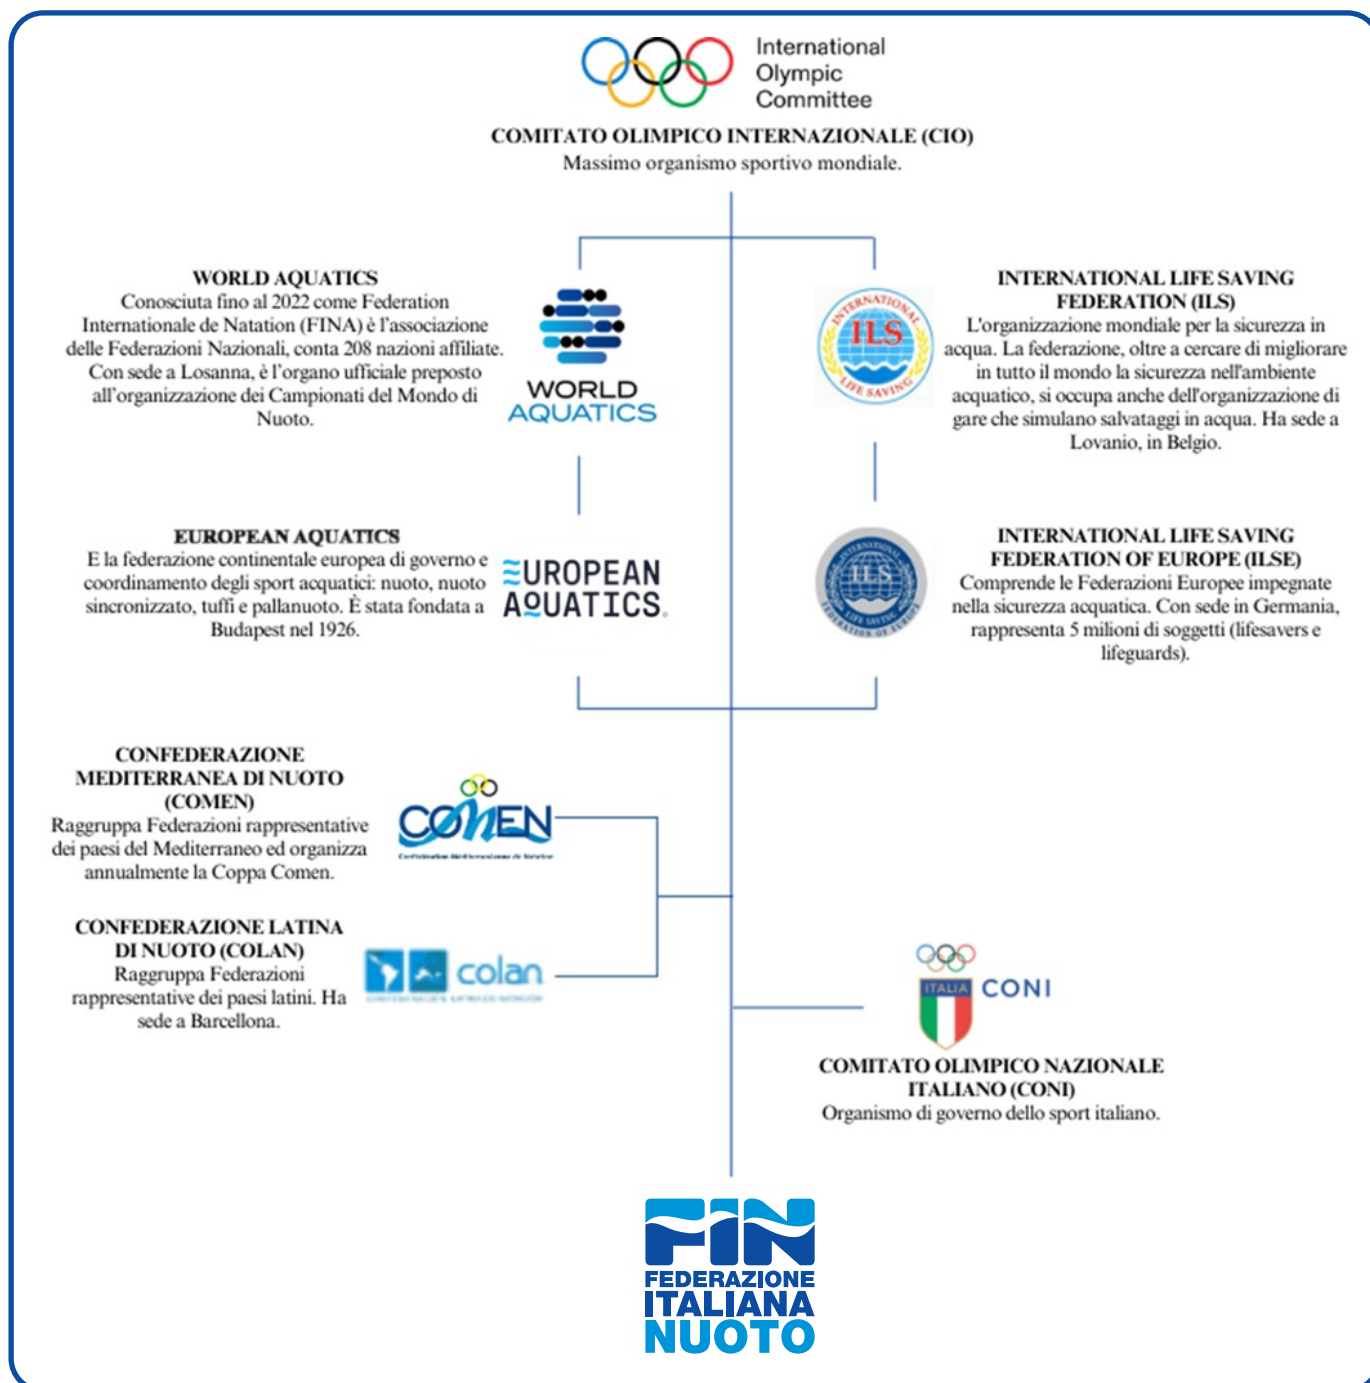 International
Olympic
Committee
COMITATO OLIMPICO INTERNAZIONALE (CIO)
Massimo organismo sportivo mondiale.
WORLD AQUATICS
Conosciuta fino al 2022 come Federation
Internationale de Natation (FINA) è l'associazione
delle Federazioni Nazionali, conta 208 nazioni affiliate.
Con sede a Losanna, è l'organo ufficiale preposto
all'organizzazione dei Campionati del Mondo di
Nuoto.
WORLD
AQUATICS
INTERNATIONAL
ILS
LIFE SAVING
INTERNATIONAL LIFE SAVING
FEDERATION (ILS)
L'organizzazione mondiale per la sicurezza in
acqua. La federazione, oltre a cercare di migliorare
in tutto il mondo la sicurezza nell'ambiente
acquatico, si occupa anche dell'organizzazione di
gare che simulano salvataggi in acqua. Ha sede a
Lovanio, in Belgio.
EUROPEAN AQUATICS
E la federazione continentale europea di governo e
coordinamento degli sport acquatici: nuoto, nuoto
sincronizzato, tuffi e pallanuoto. È stata fondata a
Budapest nel 1926.
EUROPEAN
AQUATICS
INTERNATIONAL
ILS
LIFE SAVING
FEDERATION OF EUROPE
INTERNATIONAL LIFE SAVING
FEDERATION OF EUROPE (ILSE)
Comprende le Federazioni Europee impegnate
nella sicurezza acquatica. Con sede in Germania,
rappresenta 5 milioni di soggetti (lifesavers e
lifeguards).
CONFEDERAZIONE
MEDITERRANEA DI NUOTO
(COMEN)
Raggruppa Federazioni rappresentative
dei paesi del Mediterraneo ed organizza
annualmente la Coppa Comen.
COMEN
CONFEDERAZIONE LATINA
DI NUOTO (COLAN)
Raggruppa Federazioni
rappresentative dei paesi latini. Ha
sede a Barcellona.
colan
ITALIA
CONI
COMITATO OLIMPICO NAZIONALE
ITALIANO (CONI)
Organismo di governo dello sport italiano.
FIN
FEDERAZIONE
ITALIANA
NUOTO